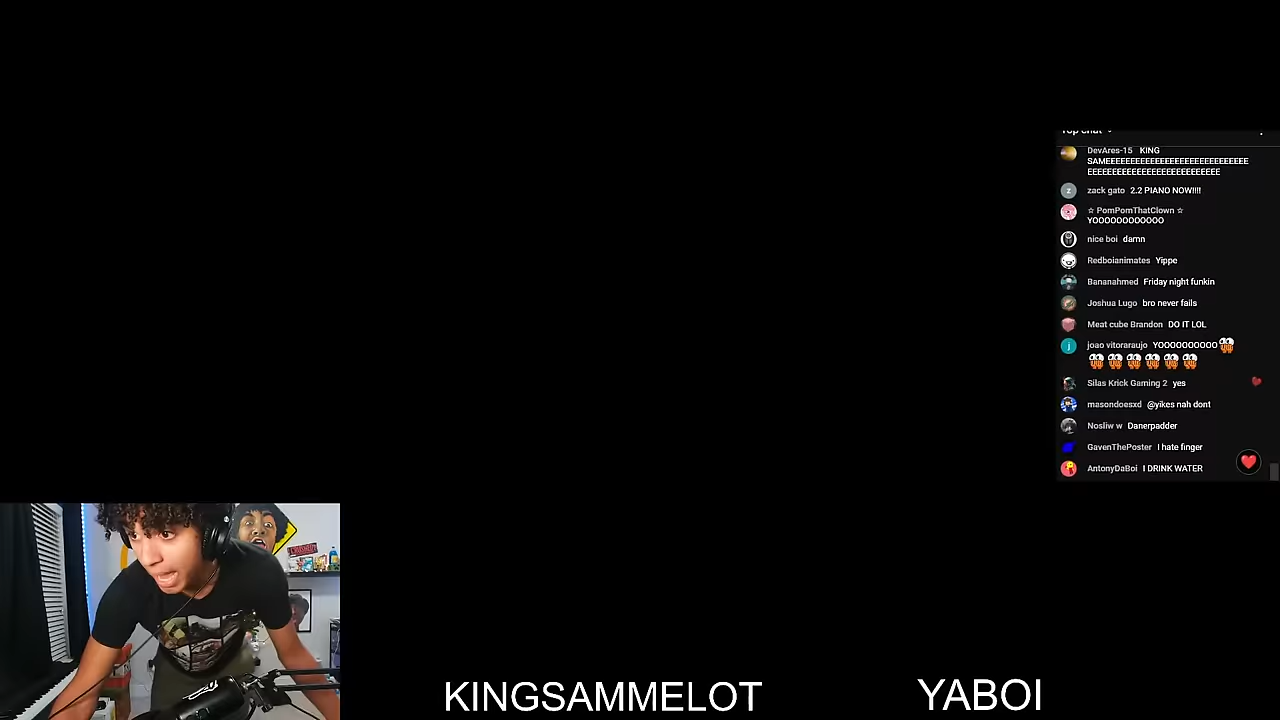 Top chat
DevAres-15 KING
SAMEEEEEEEEEEEEEEEEEEEEEEEEEEEEEE
EEEEEEEEEEEEEEEEEEEEEEEEEEE
zack gato 2.2 PIANO NOW!!!!
☆ PomPomThatClown ☆
YOOOOOOOOOOOO
nice boi damn
Redboianimates Yippe
Bananahmed Friday night funkin
Joshua Lugo bro never fails
Meat cube Brandon DO IT LOL
joao vitoraraujo YOOOOOOOOOO
Silas Krick Gaming 2 yes
masondoesxd @yikes nah dont
Nosliw w Danerpadder
GavenThePoster I hate finger
AntonyDaBoi I DRINK WATER
KINGSAMMELOT YABOI